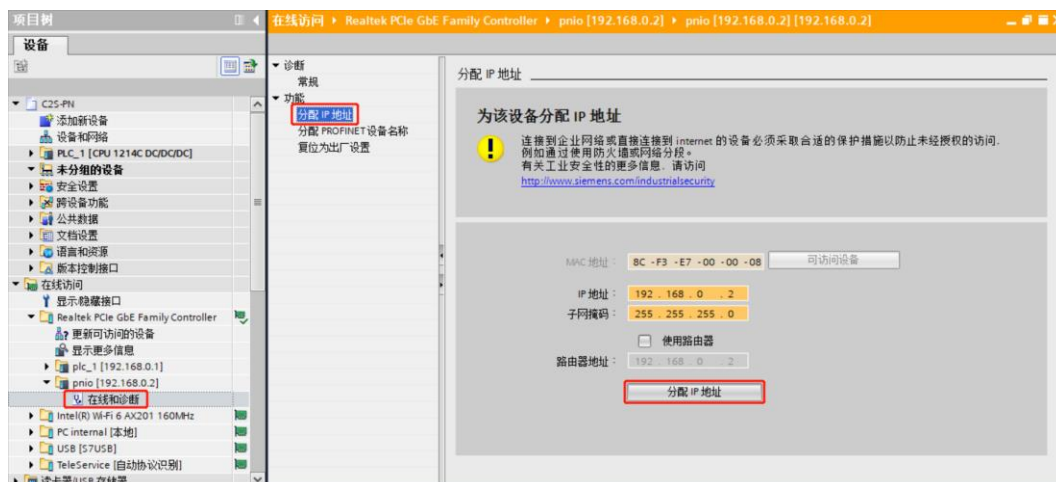 项目树
设备
C2S-PN
添加新设备
设备和网络
PLC_1 [CPU 1214C DC/DC/DC]
未分组的设备
安全设置
跨设备功能
公共数据
文档设置
语言和资源
版本控制接口
在线访问
显示/隐藏接口
Realtek PCIe GbE Family Controller
更新可访问的设备
显示更多信息
plc_1 [192.168.0.1]
pnio [192.168.0.2]
在线和诊断
Intel(R) Wi-Fi 6 AX201 160MHz
PC internal [本地]
USB [S7USB]
TeleService [自动协议识别]
读卡器/USB 存储器
在线访问 ▸ Realtek PCIe GbE Family Controller ▸ pnio [192.168.0.2] ▸ pnio [192.168.0.2] [192.168.0.2]
诊断
常规
功能
分配 IP 地址
分配 PROFINET 设备名称
复位为出厂设置
分配 IP 地址
为该设备分配 IP 地址
连接到企业网络或直接连接到 internet 的设备必须采取合适的保护措施以防止未经授权的访问.
例如通过使用防火墙或网络分段。
有关工业安全性的更多信息, 请访问
http://www.siemens.com/industrialsecurity
MAC 地址: 8C -F3 -E7 -00 -00 -08 可访问设备
IP 地址: 192 . 168 . 0 . 2
子网掩码: 255 . 255 . 255 . 0
使用路由器
路由器地址: 192 . 168 . 0 . 2
分配 IP 地址